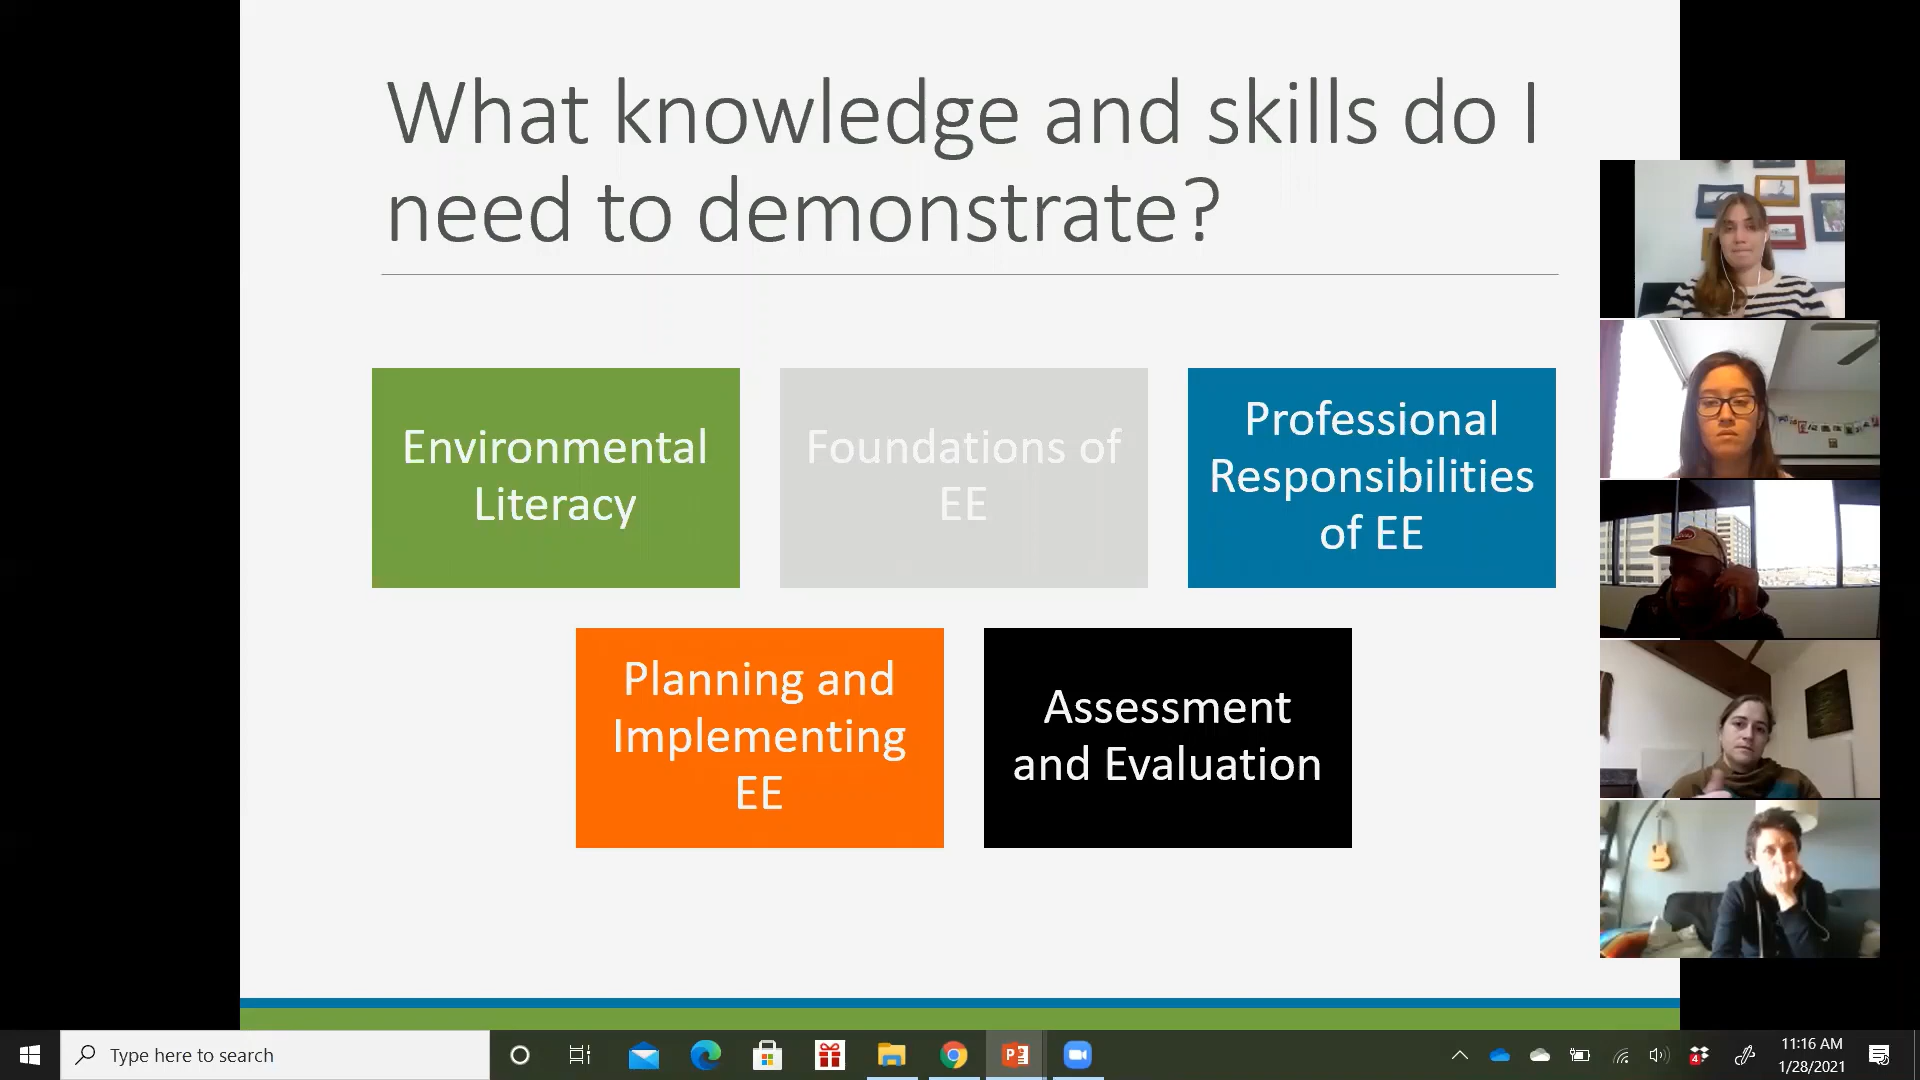 What knowledge and skills do I
need to demonstrate?
Environmental
Literacy
Foundations of
EE
Professional
Responsibilities
of EE
Planning and
Implementing
EE
Assessment
and Evaluation
Type here to search
P
4
11:16 AM
1/28/2021